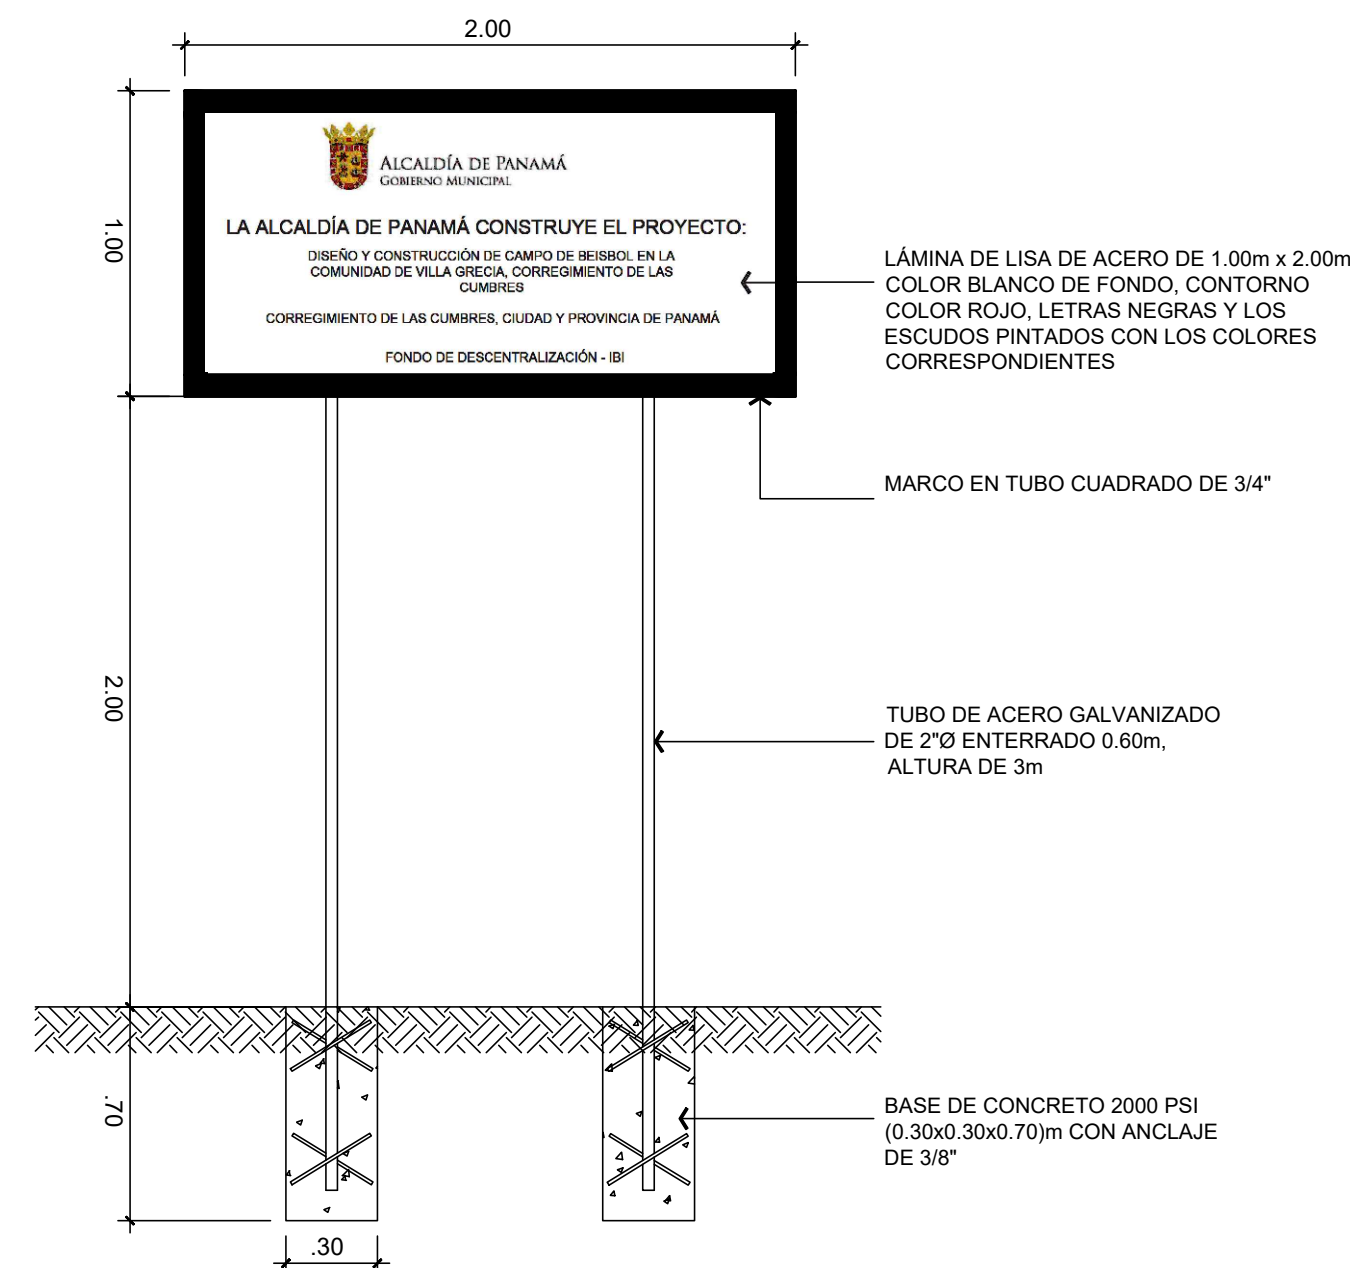 2.00
1.00
ALCALDÍA DE PANAMÁ
GOBIERNO MUNICIPAL
LA ALCALDÍA DE PANAMÁ CONSTRUYE EL PROYECTO:
DISEÑO Y CONSTRUCCIÓN DE CAMPO DE BEISBOL EN LA
COMUNIDAD DE VILLA GRECIA, CORREGIMIENTO DE LAS
CUMBRES
CORREGIMIENTO DE LAS CUMBRES, CIUDAD Y PROVINCIA DE PANAMÁ
FONDO DE DESCENTRALIZACIÓN - IBI
LÁMINA DE LISA DE ACERO DE 1.00m x 2.00m
COLOR BLANCO DE FONDO, CONTORNO
COLOR ROJO, LETRAS NEGRAS Y LOS
ESCUDOS PINTADOS CON LOS COLORES
CORRESPONDIENTES
MARCO EN TUBO CUADRADO DE 3/4"
2.00
TUBO DE ACERO GALVANIZADO
DE 2"Ø ENTERRADO 0.60m,
ALTURA DE 3m
.70
BASE DE CONCRETO 2000 PSI
(0.30x0.30x0.70)m CON ANCLAJE
DE 3/8"
.30